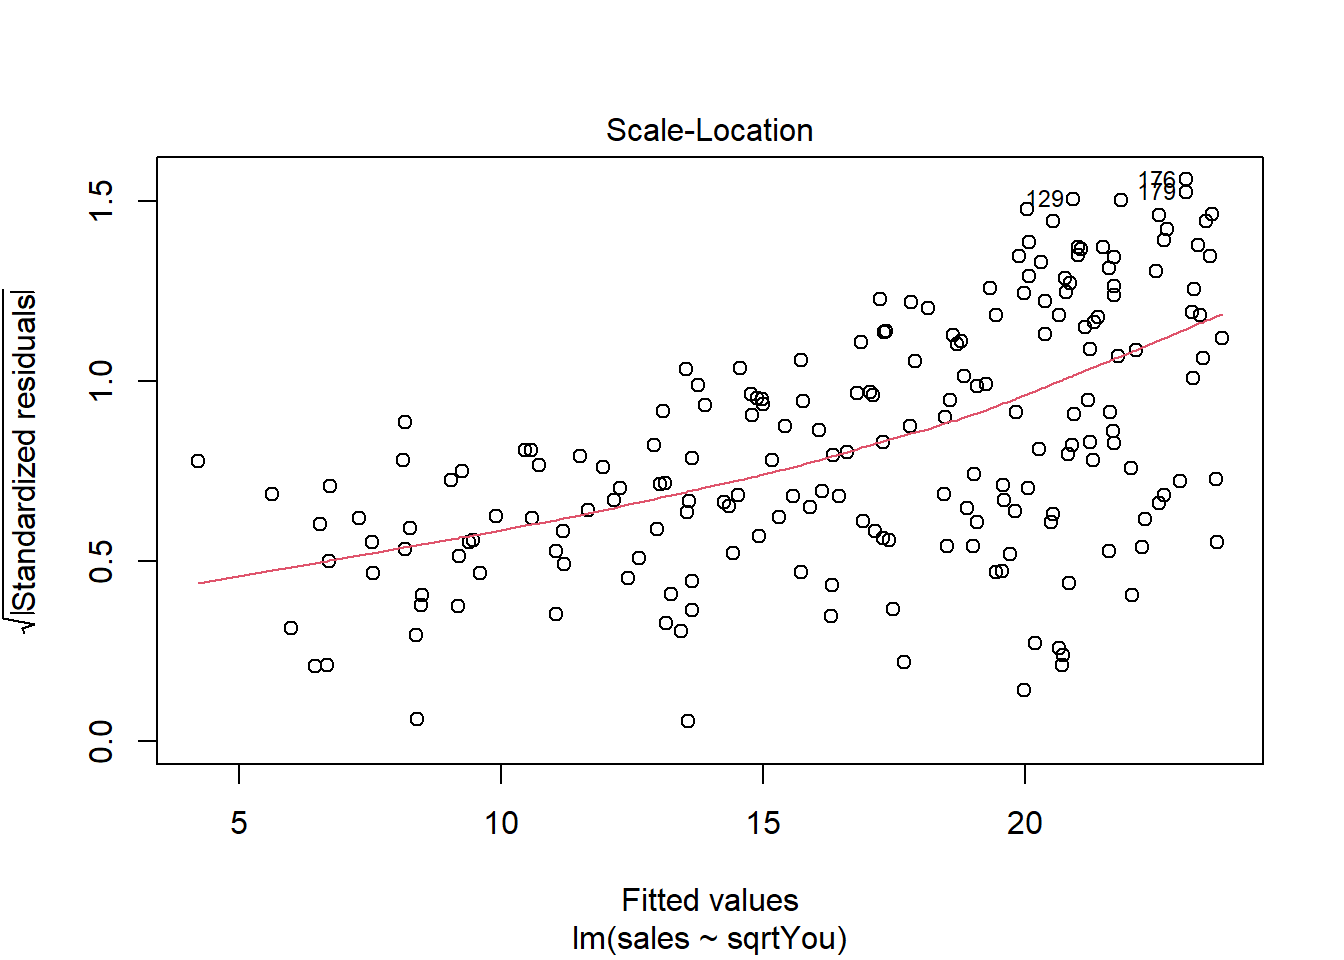 Scale-Location
√|Standardized residuals|
0.0 0.5 1.0 1.5
176
129
179
5 10 15 20
Fitted values
lm(sales ~ sqrtYou)